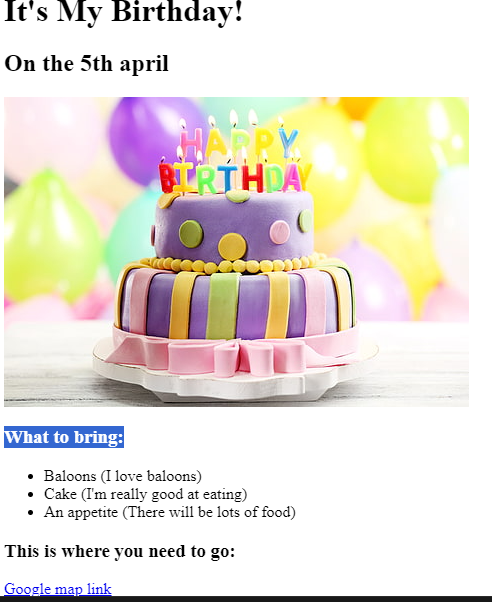 It's My Birthday!
On the 5th april
HAPPY
BIRTHDAY
What to bring:
Baloons (I love baloons)
Cake (I'm really good at eating)
An appetite (There will be lots of food)
This is where you need to go:
Google map link